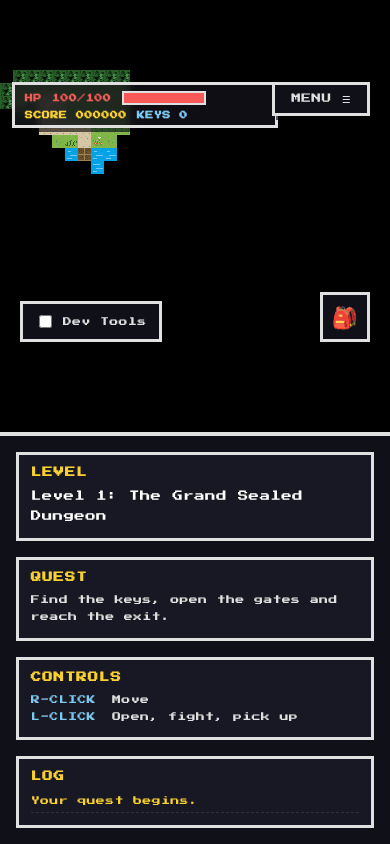 HP 100/100
MENU ☰
SCORE 000000 KEYS 0
Dev Tools
LEVEL
Level 1: The Grand Sealed
Dungeon
QUEST
Find the keys, open the gates and
reach the exit.
CONTROLS
R-CLICK Move
L-CLICK Open, fight, pick up
LOG
Your quest begins.